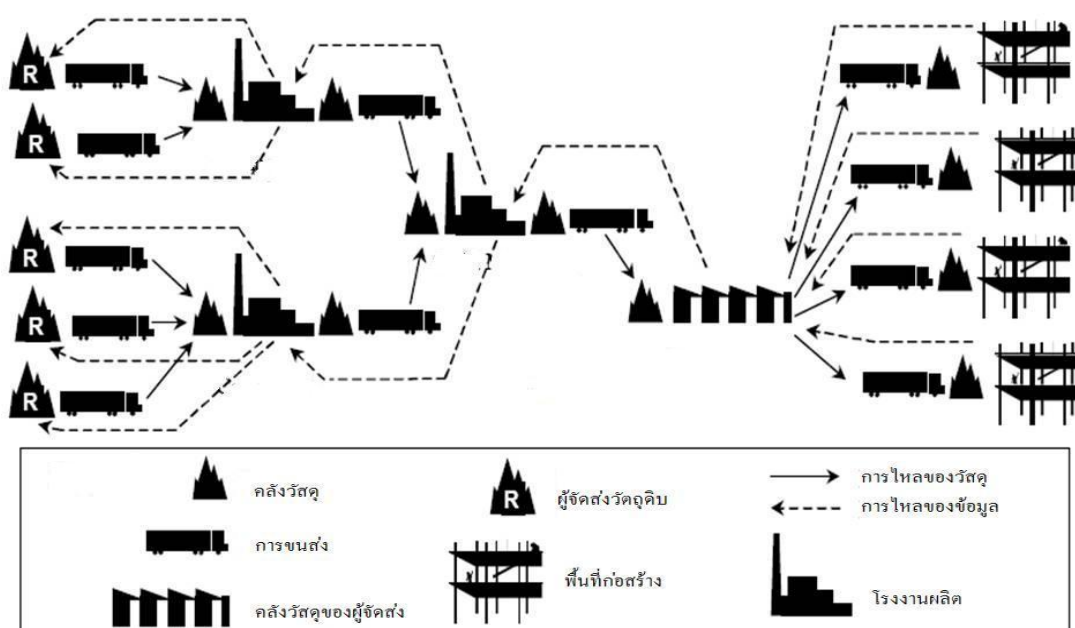 R
R
R
R
R
คลังวัสดุ
R
ผู้จัดส่งวัตถุดิบ
การไหลของวัสดุ
การไหลของข้อมูล
การขนส่ง
พื้นที่ก่อสร้าง
โรงงานผลิต
คลังวัสดุของผู้จัดส่ง